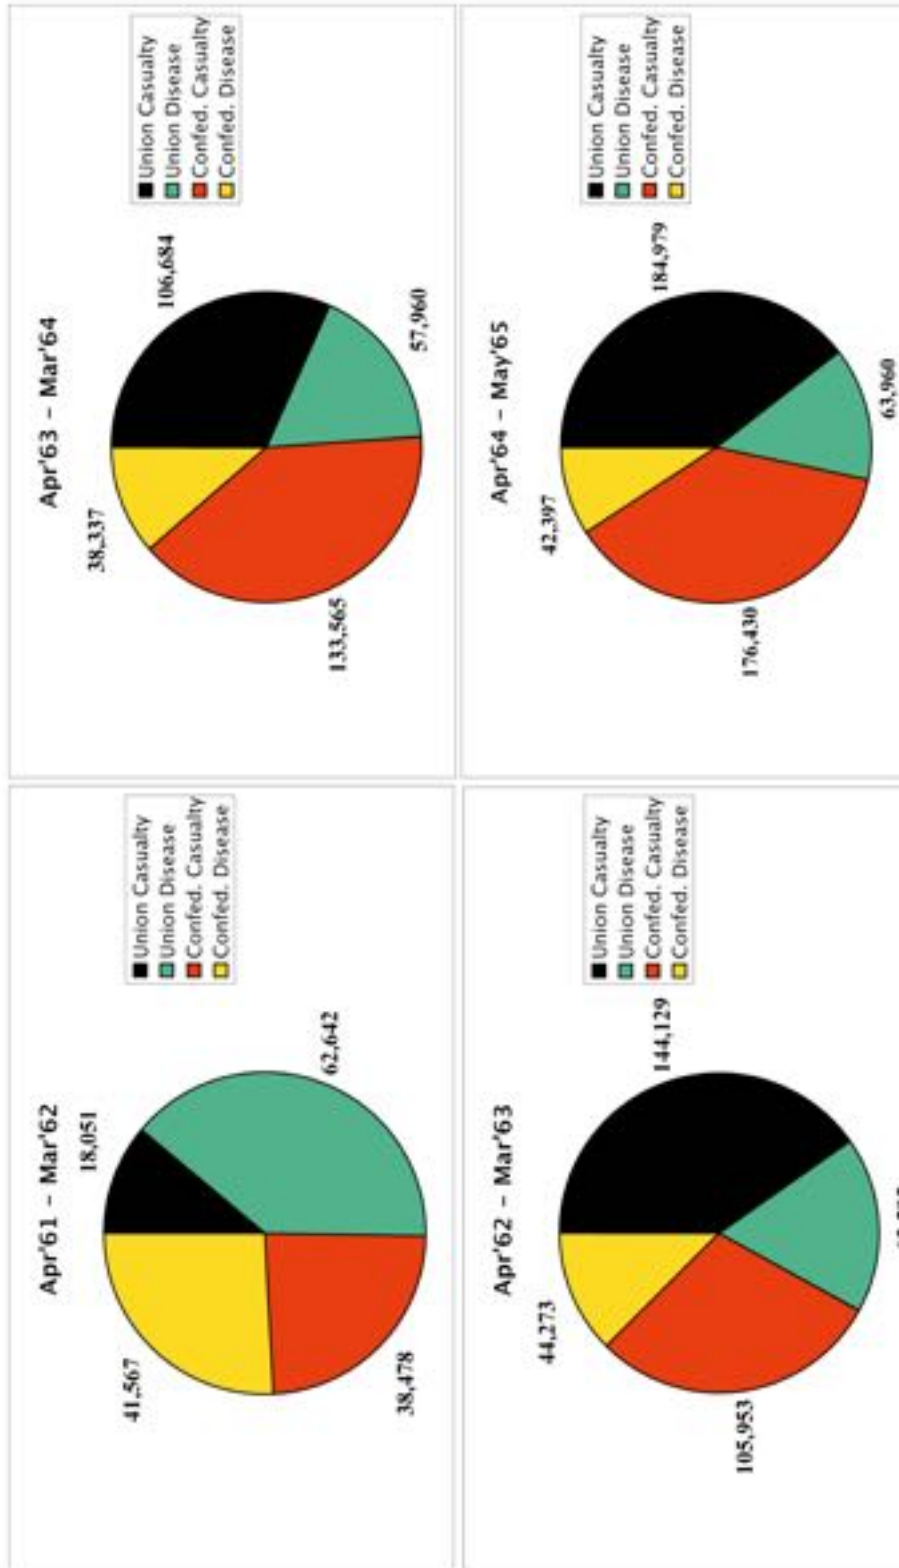 Apr'61 - Mar'62
18,051
62,642
38,478
41,567
Union Casualty
Union Disease
Confed. Casualty
Confed. Disease
Apr'63 - Mar'64
106,684
57,960
133,565
38,337
Union Casualty
Union Disease
Confed. Casualty
Confed. Disease
Apr'62 - Mar'63
144,129
105,953
44,273
Union Casualty
Union Disease
Confed. Casualty
Confed. Disease
Apr'64 - May'65
184,979
63,960
176,430
42,397
Union Casualty
Union Disease
Confed. Casualty
Confed. Disease